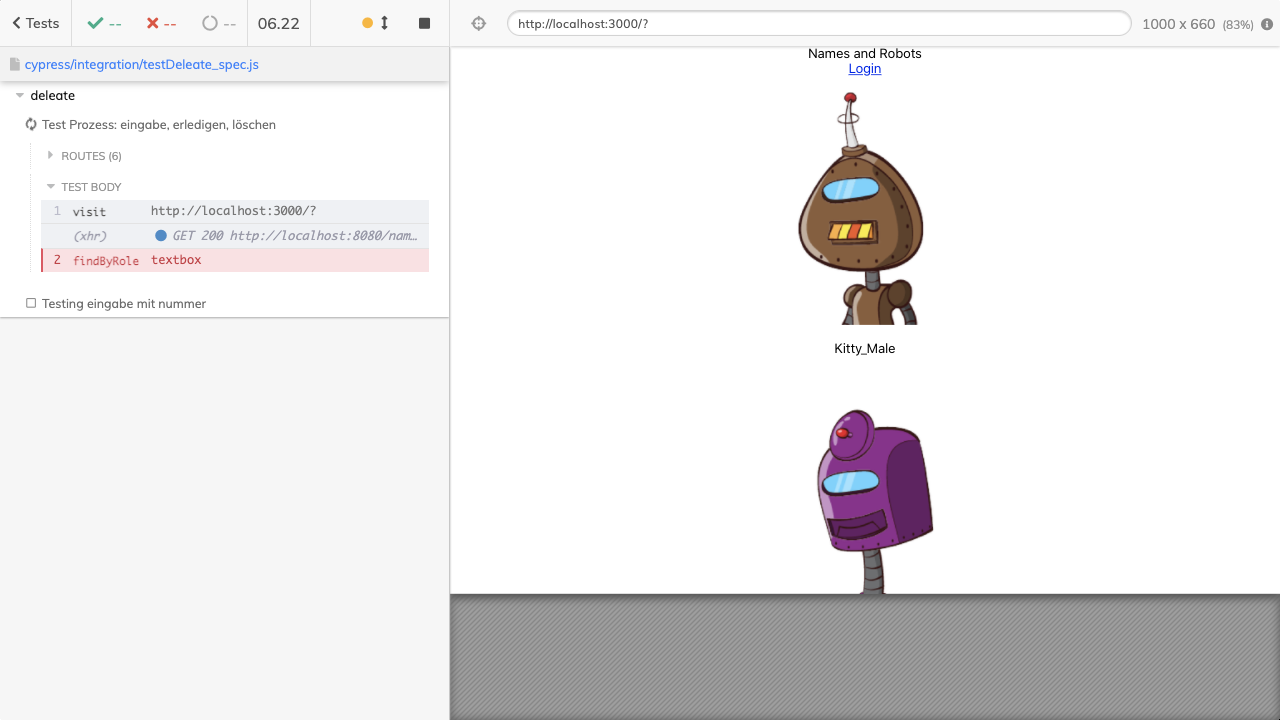 Tests
--
--
--
06.22
http://localhost:3000/?
1000 x 660 (83%)
cypress/integration/testDeleate_spec.js
deleate
Test Prozess: eingabe, erledigen, löschen
ROUTES (6)
TEST BODY
1 visit http://localhost:3000/?
(xhr) GET 200 http://localhost:8080/nam…
2 findByRole textbox
Testing eingabe mit nummer
Names and Robots
Login
Kitty_Male